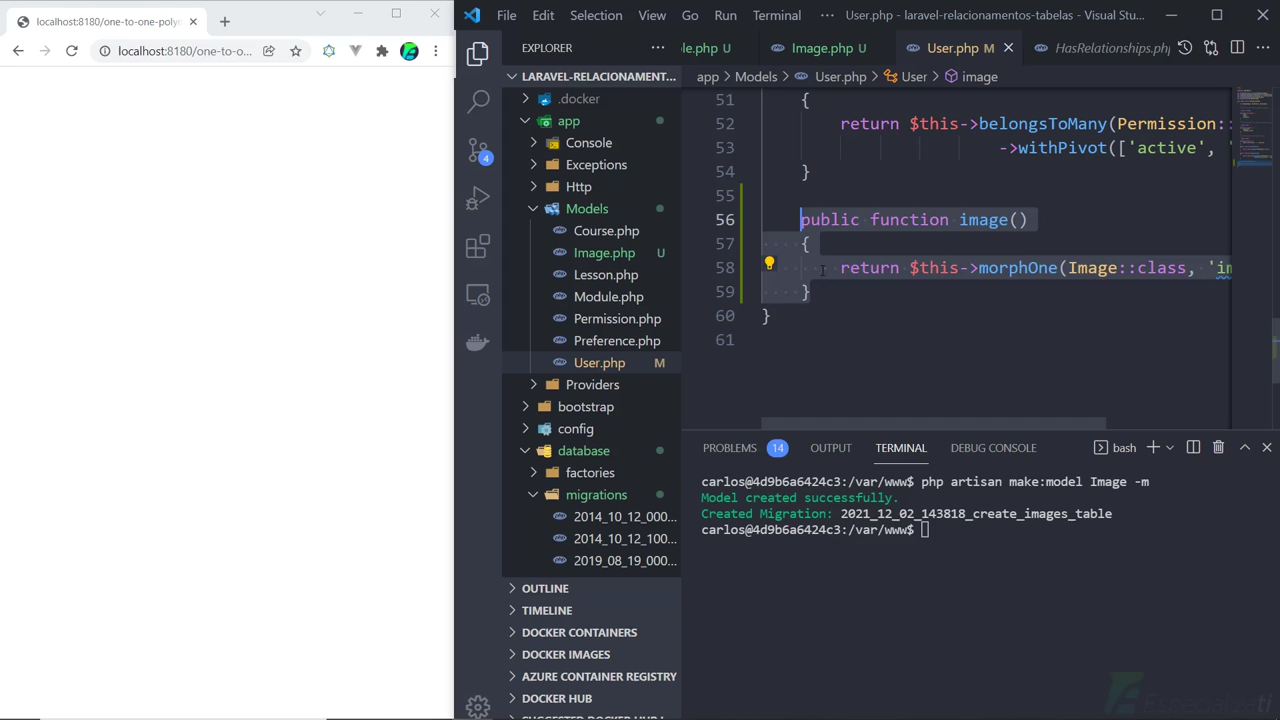 localhost:8180/one-to-one-poly
localhost:8180/one-to-o...
File Edit Selection View Go Run Terminal ··· User.php - laravel-relacionamentos-tabelas - Visual Stu...
EXPLORER
le.php U
Image.php U
User.php M
HasRelationships.php
app > Models > User.php > User > image
LARAVEL-RELACIONAMENT...
.docker
app
Console
Exceptions
Http
Models
Course.php
Image.php U
Lesson.php
Module.php
Permission.php
Preference.php
User.php M
Providers
bootstrap
config
database
factories
migrations
2014_10_12_000...
2014_10_12_100...
2019_08_19_000...
OUTLINE
TIMELINE
DOCKER CONTAINERS
DOCKER IMAGES
AZURE CONTAINER REGISTRY
DOCKER HUB
4
51 {
52 return $this->belongsToMany(Permission::
53 ->withPivot(['active', '
54 }
55
56 public function image()
57 {
58 return $this->morphOne(Image::class, 'im
59 }
60 }
61
PROBLEMS 14 OUTPUT TERMINAL DEBUG CONSOLE bash
carlos@4d9b6a6424c3:/var/www$ php artisan make:model Image -m
Model created successfully.
Created Migration: 2021_12_02_143818_create_images_table
carlos@4d9b6a6424c3:/var/www$